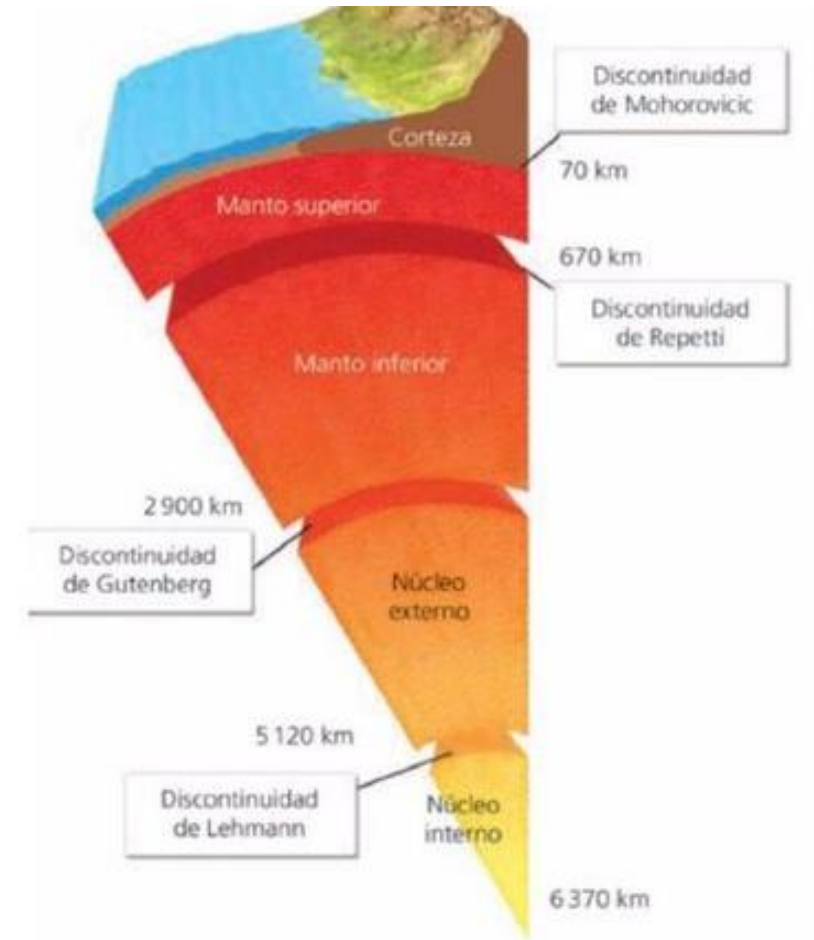 Discontinuidad
de Mohorovicic
Corteza
70 km
Manto superior
670 km
Discontinuidad
de Repetti
Manto inferior
2 900 km
Discontinuidad
de Gutenberg
Núcleo
externo
5 120 km
Discontinuidad
de Lehmann
Núcleo
interno
6 370 km